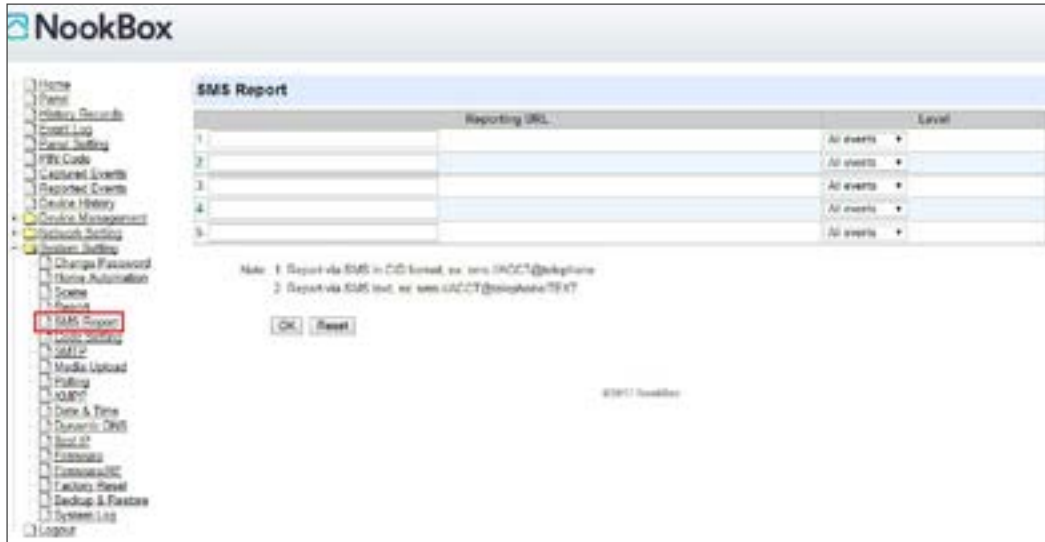 NookBox
Home
Panel
History Records
Event Log
Panel Setting
PIN Code
Captured Events
Reported Events
Device History
Device Management
Network Setting
System Setting
Change Password
Home Automation
Scene
Report
SMS Report
Code Setting
SMTP
Media Upload
Polling
XMPP
Date & Time
Dynamic DNS
Firmware
Factory Reset
Backup & Restore
System Log
Logout
SMS Report
Reporting URL Level
1 All events
2 All events
3 All events
4 All events
5 All events
Note: 1. Report via SMS in CID format, ex: sms://ACCT@telephone
2. Report via SMS text, ex: sms://ACCT@telephone/TEXT
OK Reset
NookBox